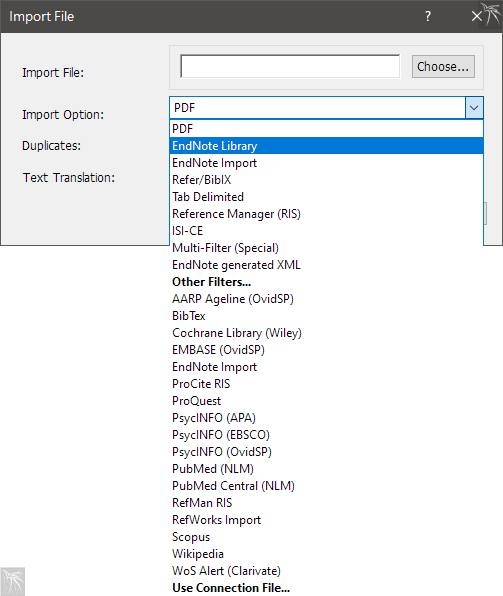 Import File
?
Import File:
Choose...
Import Option:
PDF
Duplicates:
Text Translation:
PDF
EndNote Library
EndNote Import
Refer/BibIX
Tab Delimited
Reference Manager (RIS)
ISI-CE
Multi-Filter (Special)
EndNote generated XML
Other Filters...
AARP Ageline (OvidSP)
BibTex
Cochrane Library (Wiley)
EMBASE (OvidSP)
EndNote Import
ProCite RIS
ProQuest
PsycINFO (APA)
PsycINFO (EBSCO)
PsycINFO (OvidSP)
PubMed (NLM)
PubMed Central (NLM)
RefMan RIS
RefWorks Import
Scopus
Wikipedia
WoS Alert (Clarivate)
Use Connection File...